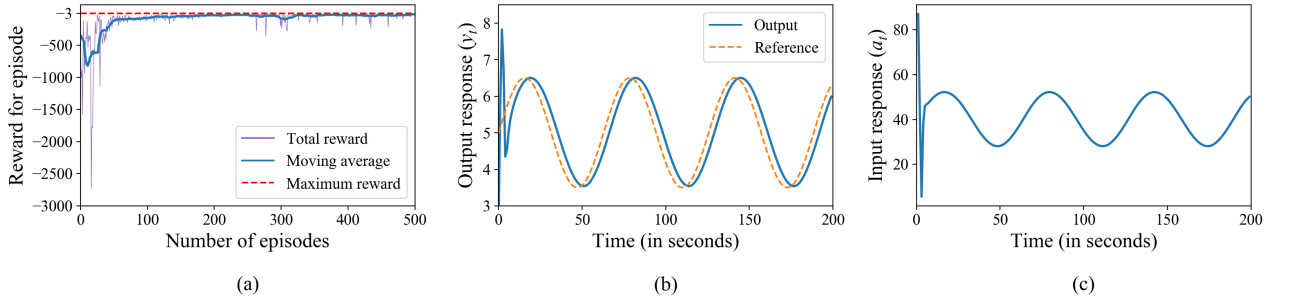 Reward for episode
−3
−500
−1000
−1500
−2000
−2500
−3000
0
100
200
300
400
500
Number of episodes
Total reward
Moving average
Maximum reward
(a)
Output response (y_t)
8
7
6
5
4
3
0
50
100
150
200
Time (in seconds)
Output
Reference
(b)
Input response (a_t)
80
60
40
20
0
50
100
150
200
Time (in seconds)
(c)